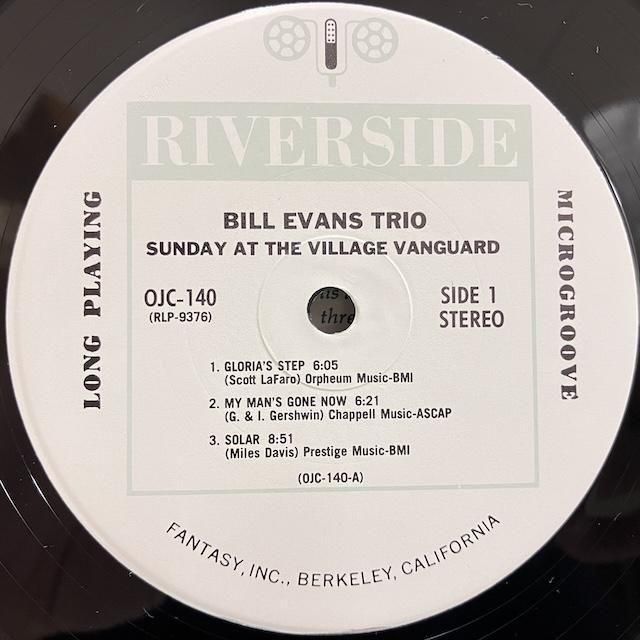 RIVERSIDE
LONG PLAYING
MICROGROOVE
BILL EVANS TRIO
SUNDAY AT THE VILLAGE VANGUARD
OJC-140
(RLP-9376)
SIDE 1
STEREO
1. GLORIA'S STEP 6:05
(Scott LaFaro) Orpheum Music-BMI
2. MY MAN'S GONE NOW 6:21
(G. & I. Gershwin) Chappell Music-ASCAP
3. SOLAR 8:51
(Miles Davis) Prestige Music-BMI
(OJC-140-A)
FANTASY, INC., BERKELEY, CALIFORNIA